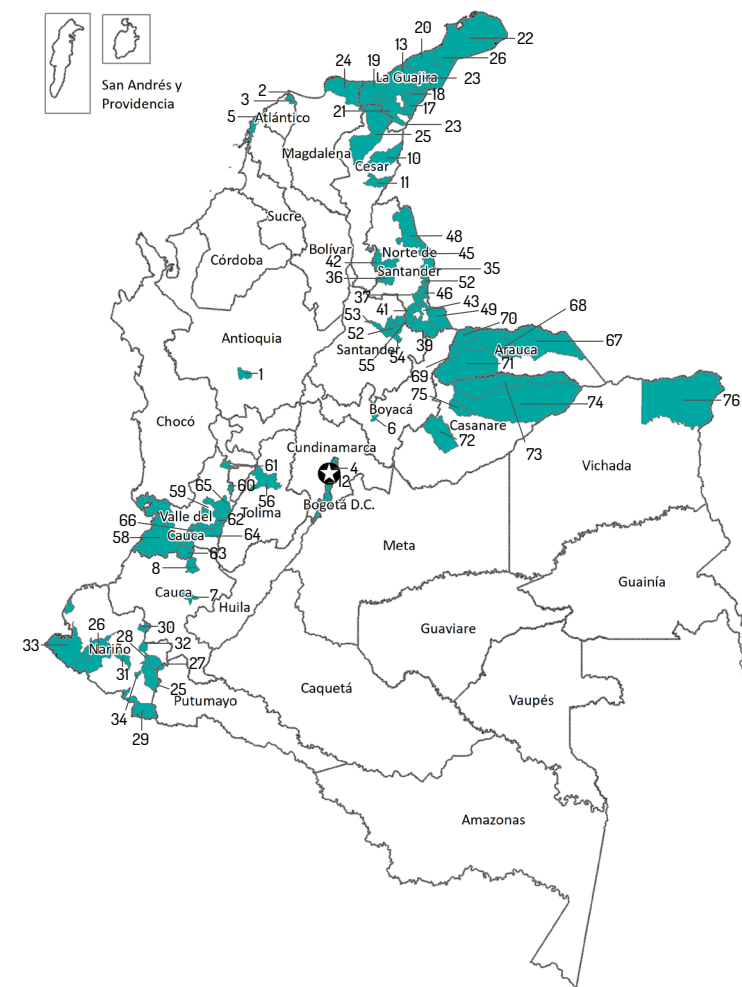 20
22
13
24
19
26
La Guajira
23
San Andrés y
Providencia
2
3
18
17
5
Atlántico
21
23
25
Magdalena
10
Cesar
11
Sucre
48
Bolívar
Norte de
45
Córdoba
42
Santander
35
36
52
37
46
43
41
49
68
53
70
67
52
39
Arauca
Antioquia
Santander
54
55
71
69
1
75
74
76
Boyacá
Chocó
6
Casanare
72
73
Cundinamarca
61
4
Vichada
65
60
12
59
56
Bogotá D.C.
Valle del
Tolima
66
62
58
Cauca
64
Meta
63
8
Guainía
Cauca
7
Huila
26
30
Guaviare
28
32
33
Nariño
27
31
25
Caquetá
Putumayo
Vaupés
34
29
Amazonas